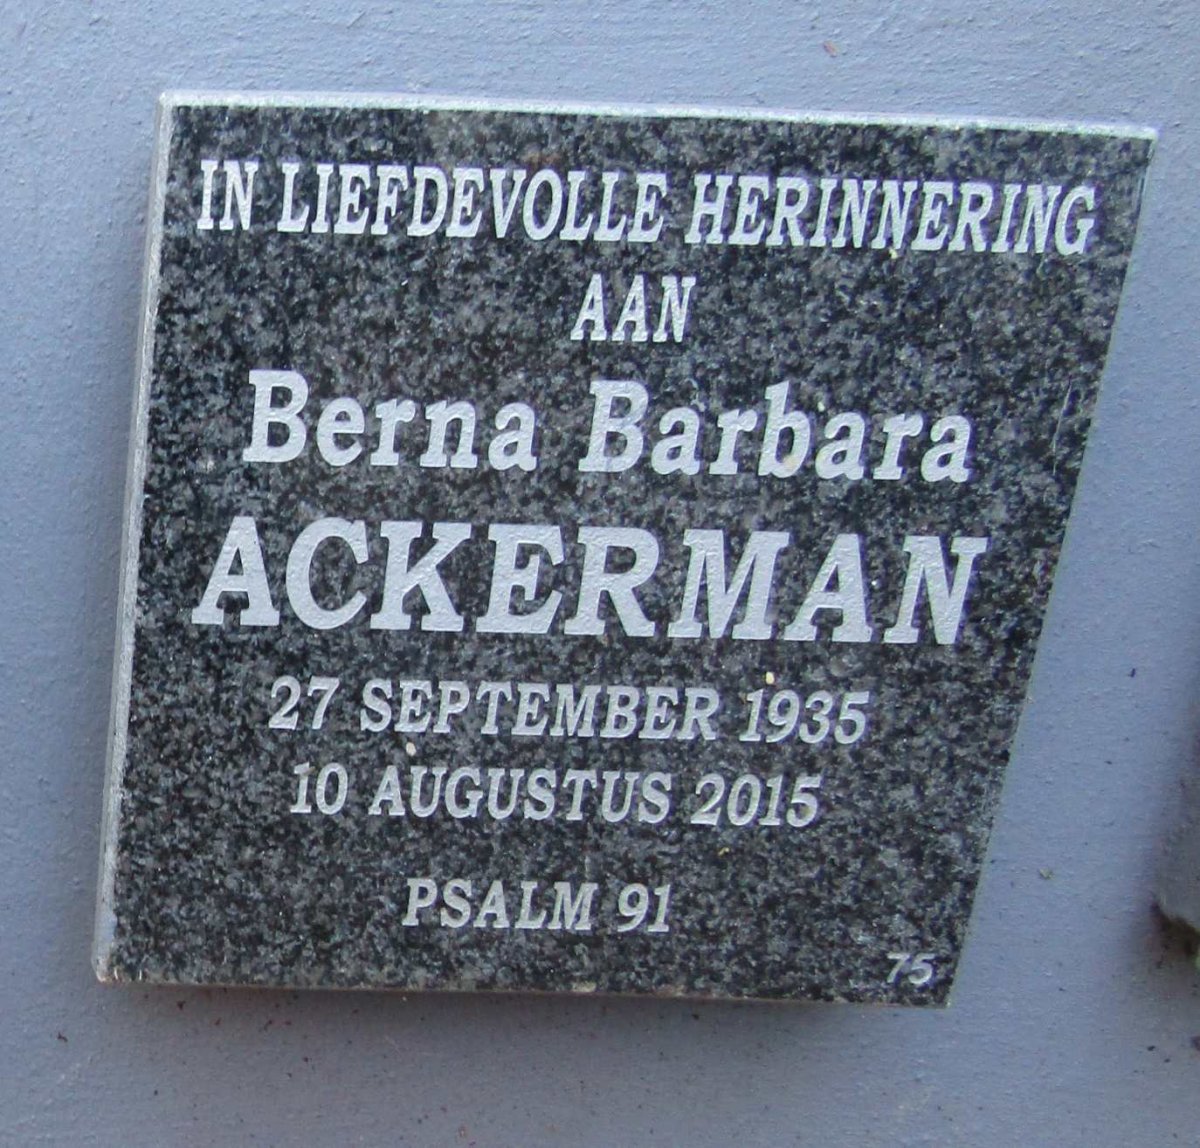 IN LIEFDEVOLLE HERINNERING
AAN
Berna Barbara
ACKERMAN
27 SEPTEMBER 1935
10 AUGUSTUS 2015
PSALM 91
75